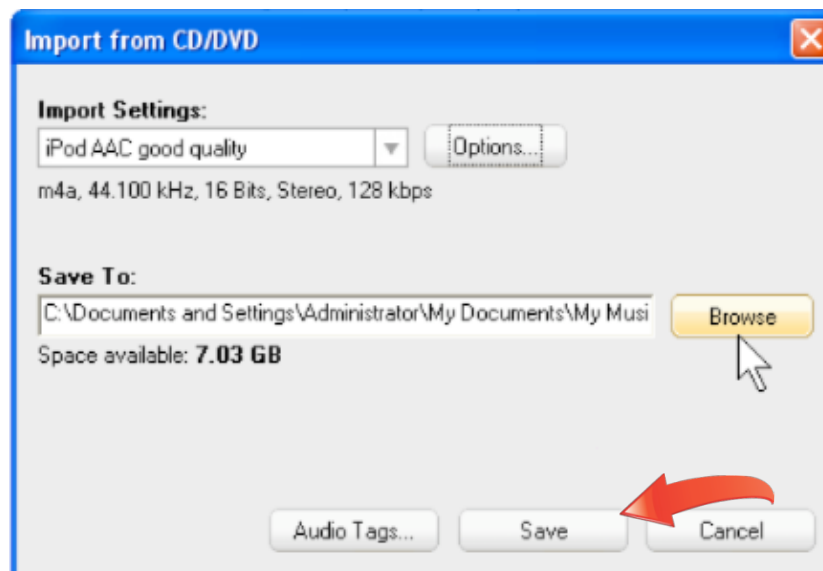 Import from CD/DVD
Import Settings:
iPod AAC good quality
Options...
m4a, 44.100 kHz, 16 Bits, Stereo, 128 kbps
Save To:
C:\Documents and Settings\Administrator\My Documents\My Musi
Browse
Space available: 7.03 GB
Audio Tags...
Save
Cancel